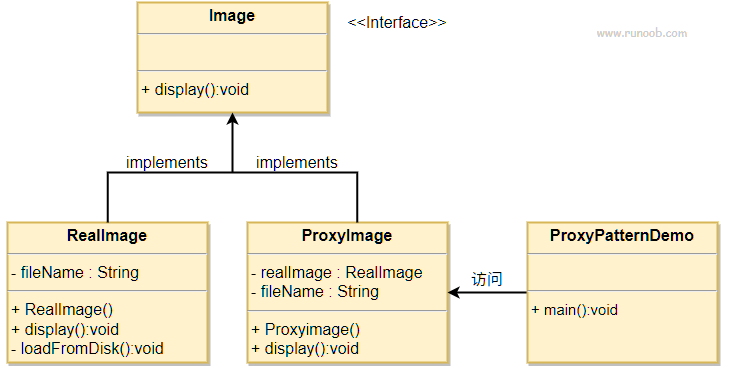 Image
<<Interface>>
www.runoob.com
+ display():void
implements
implements
RealImage
- fileName : String
+ RealImage()
+ display():void
- loadFromDisk():void
ProxyImage
- realImage : RealImage
- fileName : String
+ Proxyimage()
+ display():void
访问
ProxyPatternDemo
+ main():void